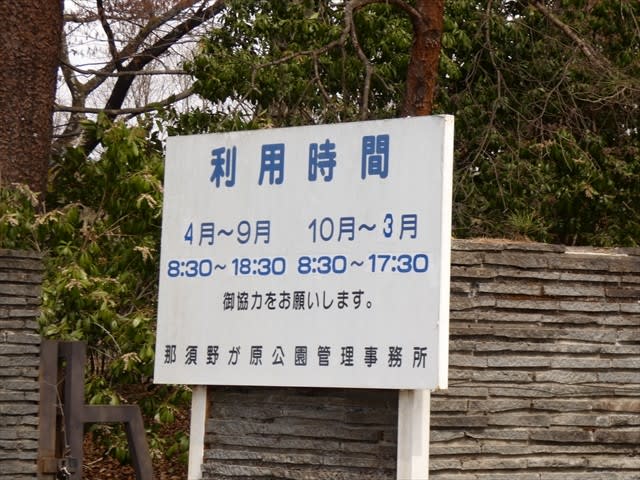 利用時間
4月～9月 10月～3月
8:30～18:30 8:30～17:30
御協力をお願いします。
那須野が原公園管理事務所